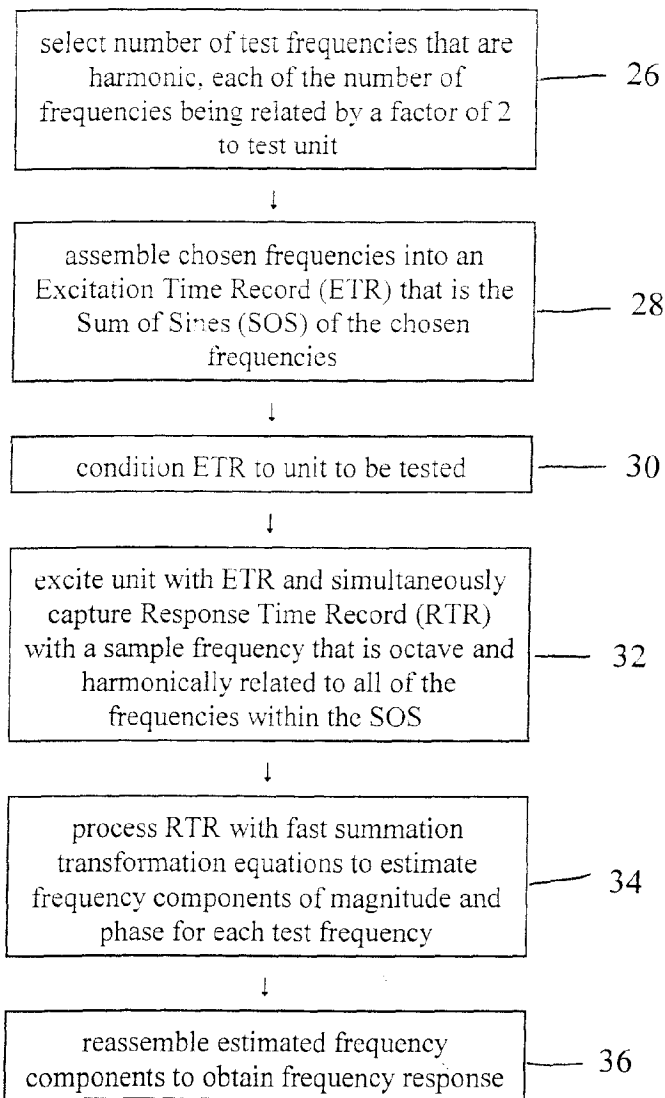 select number of test frequencies that are
harmonic, each of the number of
frequencies being related by a factor of 2
to test unit
26
↓
assemble chosen frequencies into an
Excitation Time Record (ETR) that is the
Sum of Sines (SOS) of the chosen
frequencies
28
↓
condition ETR to unit to be tested
30
↓
excite unit with ETR and simultaneously
capture Response Time Record (RTR)
with a sample frequency that is octave and
harmonically related to all of the
frequencies within the SOS
32
↓
process RTR with fast summation
transformation equations to estimate
frequency components of magnitude and
phase for each test frequency
34
↓
reassemble estimated frequency
components to obtain frequency response
36